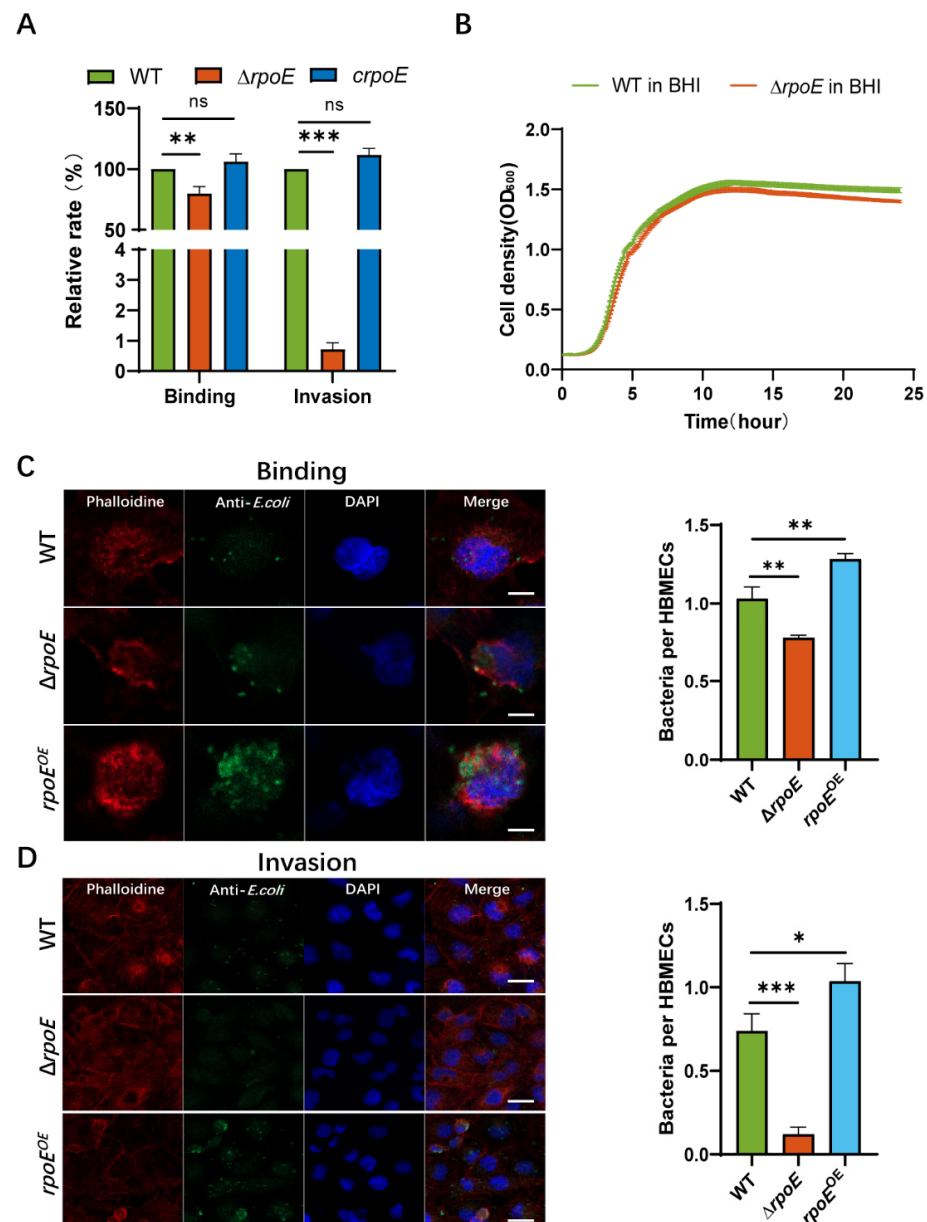 A
WT ΔrpoE crpoE
ns ns
** ***
Relative rate (%)
150
100
50
4
3
2
1
0
Binding Invasion
B
WT in BHI ΔrpoE in BHI
Cell density(OD₆₀₀)
2.0
1.5
1.0
0.5
0.0
0 5 10 15 20 25
Time(hour)
C
Binding
Phalloidine Anti-E.coli DAPI Merge
WT
ΔrpoE
rpoEᴼᴱ
Bacteria per HBMECs
1.5
1.0
0.5
0.0
**
**
WT ΔrpoE rpoEᴼᴱ
D
Invasion
Phalloidine Anti-E.coli DAPI Merge
WT
ΔrpoE
rpoEᴼᴱ
Bacteria per HBMECs
1.5
1.0
0.5
0.0
*
***
WT ΔrpoE rpoEᴼᴱ